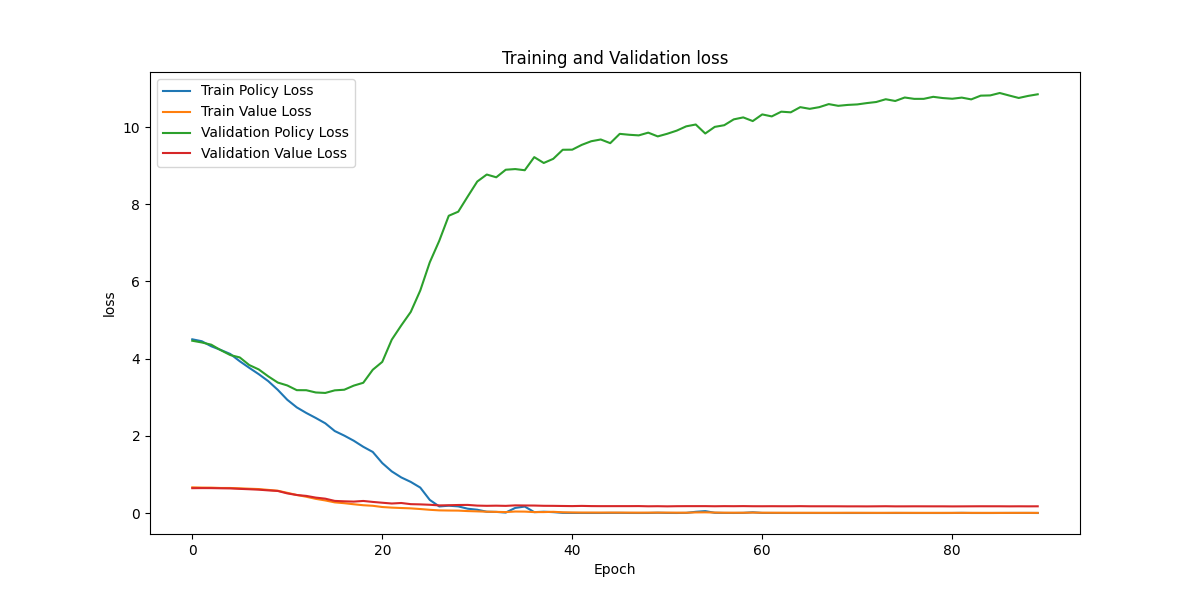 Training and Validation loss
Train Policy Loss
Train Value Loss
Validation Policy Loss
Validation Value Loss
10
8
6
4
2
0
loss
0 20 40 60 80
Epoch